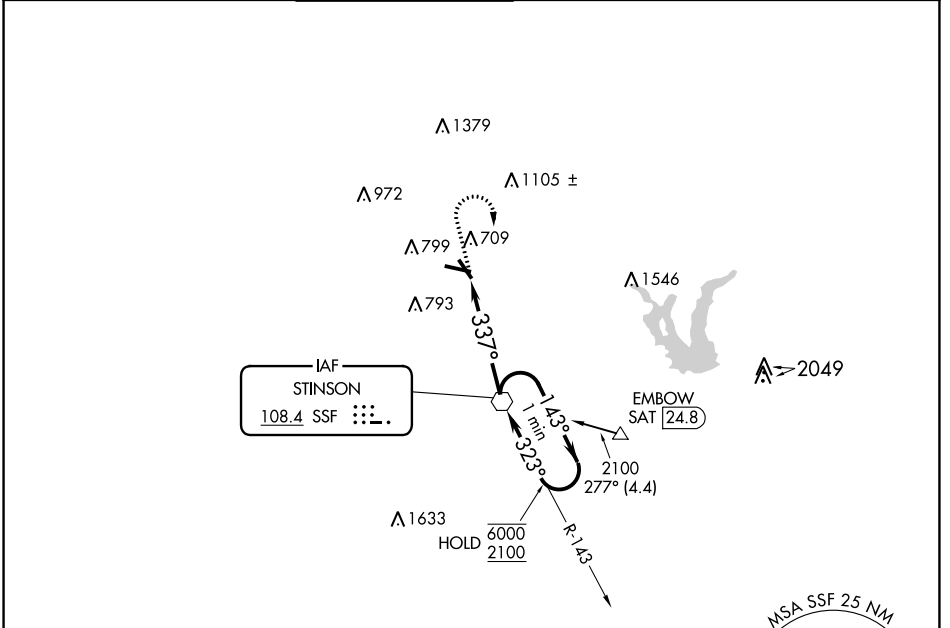 1379
1105 ±
972
709
799
1546
793
337°
2049
IAF
STINSON
108.4 SSF
EMBOW
SAT 24.8
143°
1 min
323°
2100
277° (4.4)
1633
HOLD 6000
2100
R-143
MSA SSF 25 NM